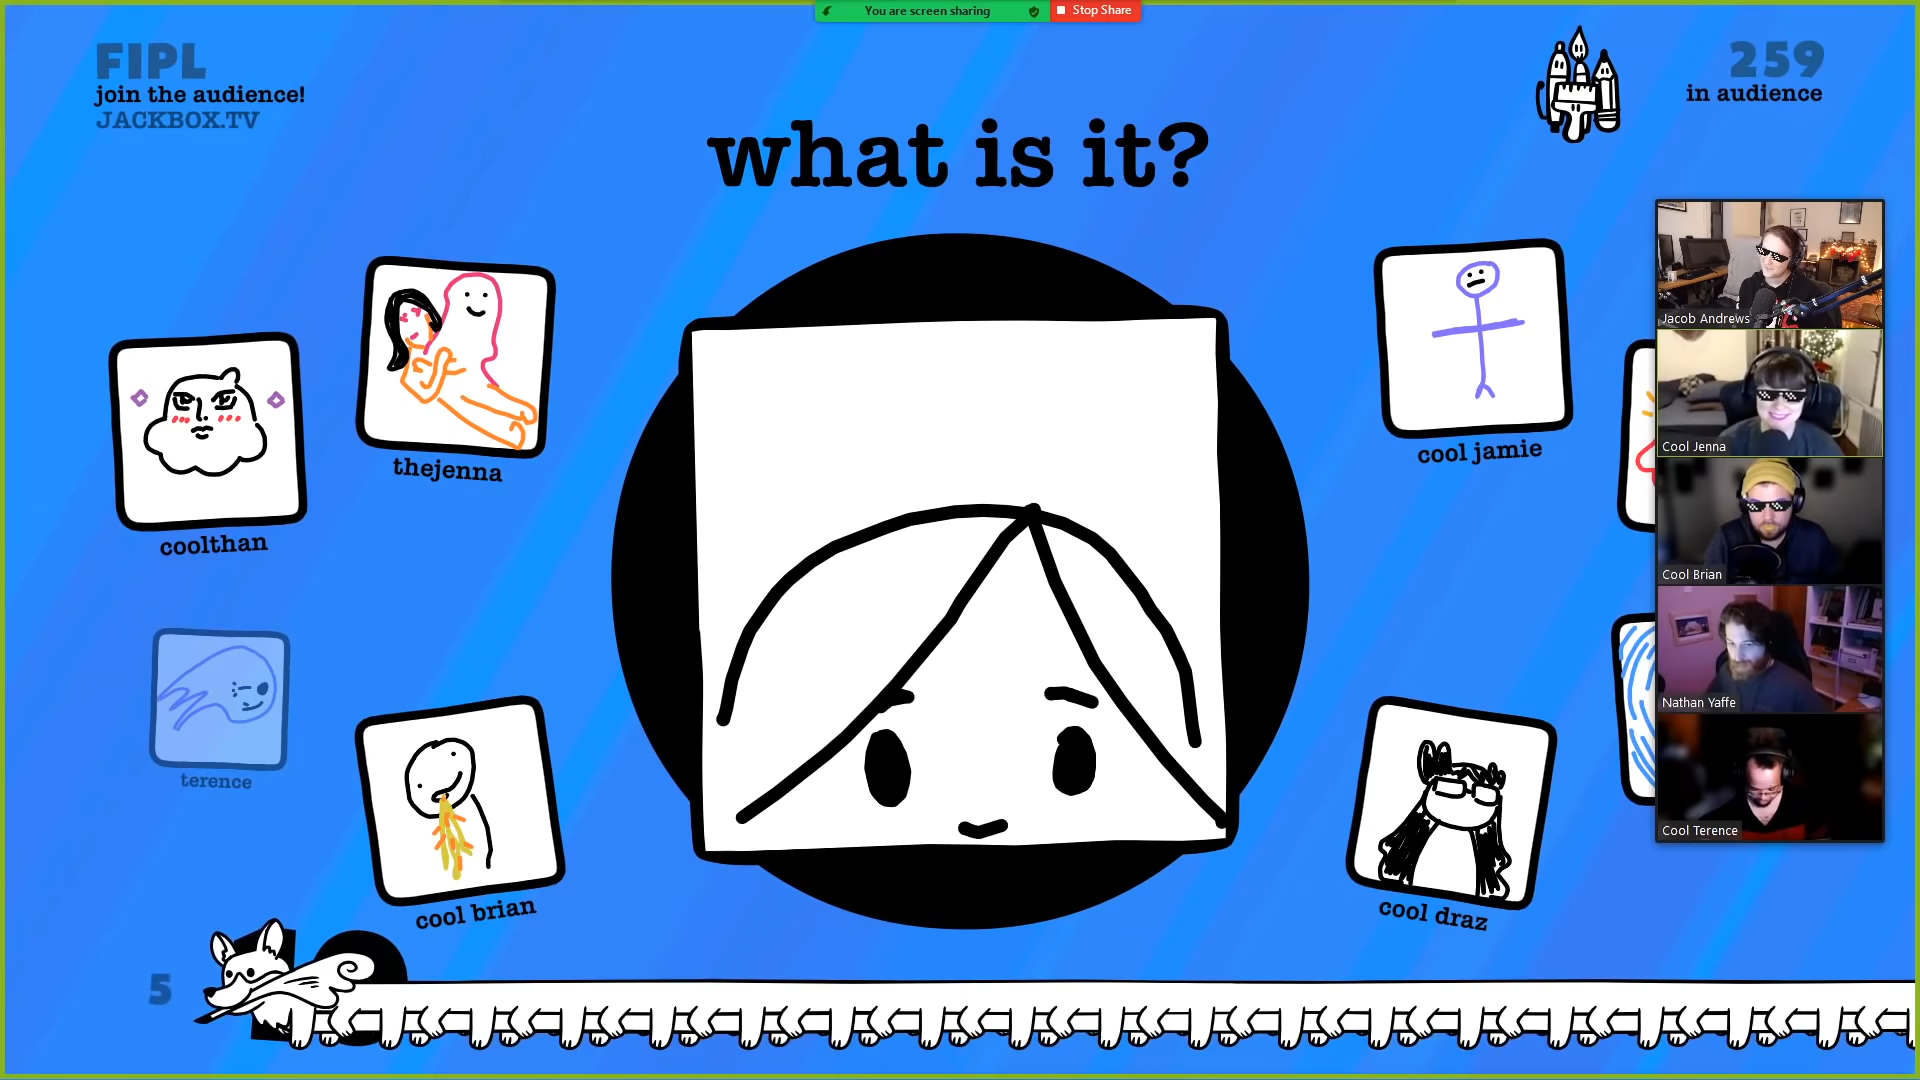 You are screen sharing
Stop Share
FIPL
join the audience!
JACKBOX.TV
259
in audience
what is it?
Jacob Andrews
Cool Jenna
Cool Brian
Nathan Yaffe
Cool Terence
coolthan
thejenna
cool jamie
terence
cool brian
cool draz
5